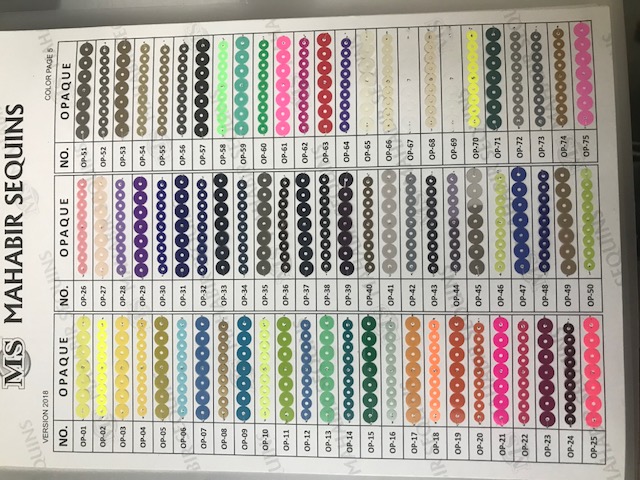 MS MAHABIR SEQUINS
VERSION 2018
COLOR PAGE 5
NO. OPAQUE NO. OPAQUE NO. OPAQUE
OP-01 OP-26 OP-51
OP-02 OP-27 OP-52
OP-03 OP-28 OP-53
OP-04 OP-29 OP-54
OP-05 OP-30 OP-55
OP-06 OP-31 OP-56
OP-07 OP-32 OP-57
OP-08 OP-33 OP-58
OP-09 OP-34 OP-59
OP-10 OP-35 OP-60
OP-11 OP-36 OP-61
OP-12 OP-37 OP-62
OP-13 OP-38 OP-63
OP-14 OP-39 OP-64
OP-15 OP-40 OP-65
OP-16 OP-41 OP-66
OP-17 OP-42 OP-67
OP-18 OP-43 OP-68
OP-19 OP-44 OP-69
OP-20 OP-45 OP-70
OP-21 OP-46 OP-71
OP-22 OP-47 OP-72
OP-23 OP-48 OP-73
OP-24 OP-49 OP-74
OP-25 OP-50 OP-75